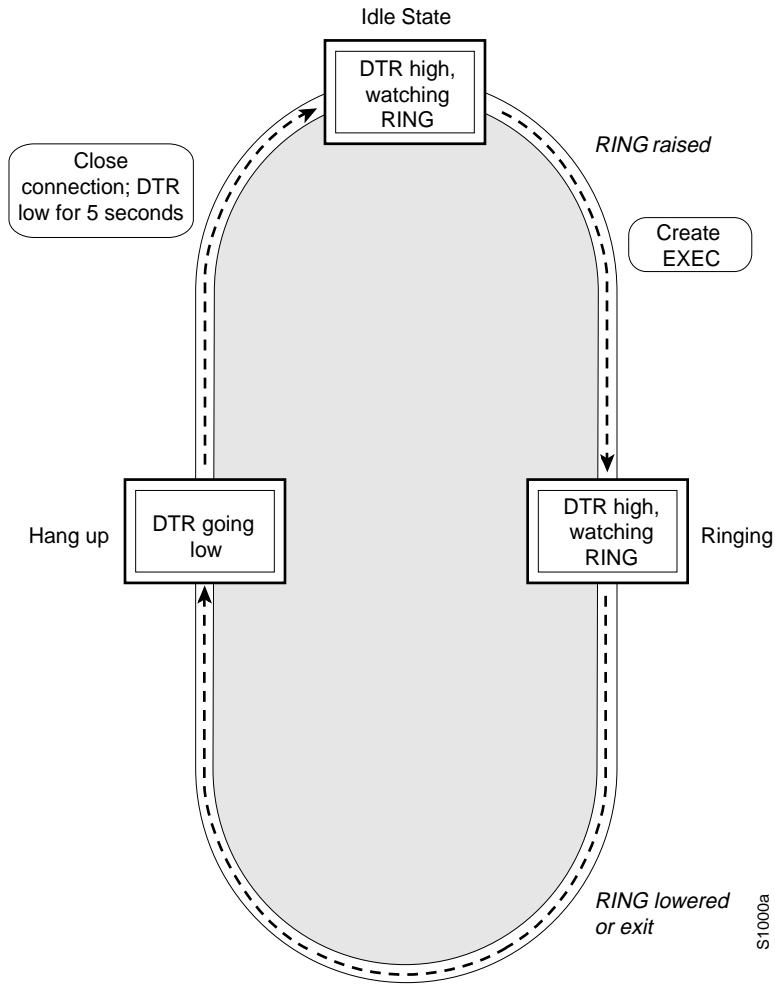 Idle State
DTR high,
watching
RING
RING raised
Close
connection; DTR
low for 5 seconds
Create
EXEC
Hang up
DTR going
low
DTR high,
watching
RING
Ringing
RING lowered
or exit
S1000a